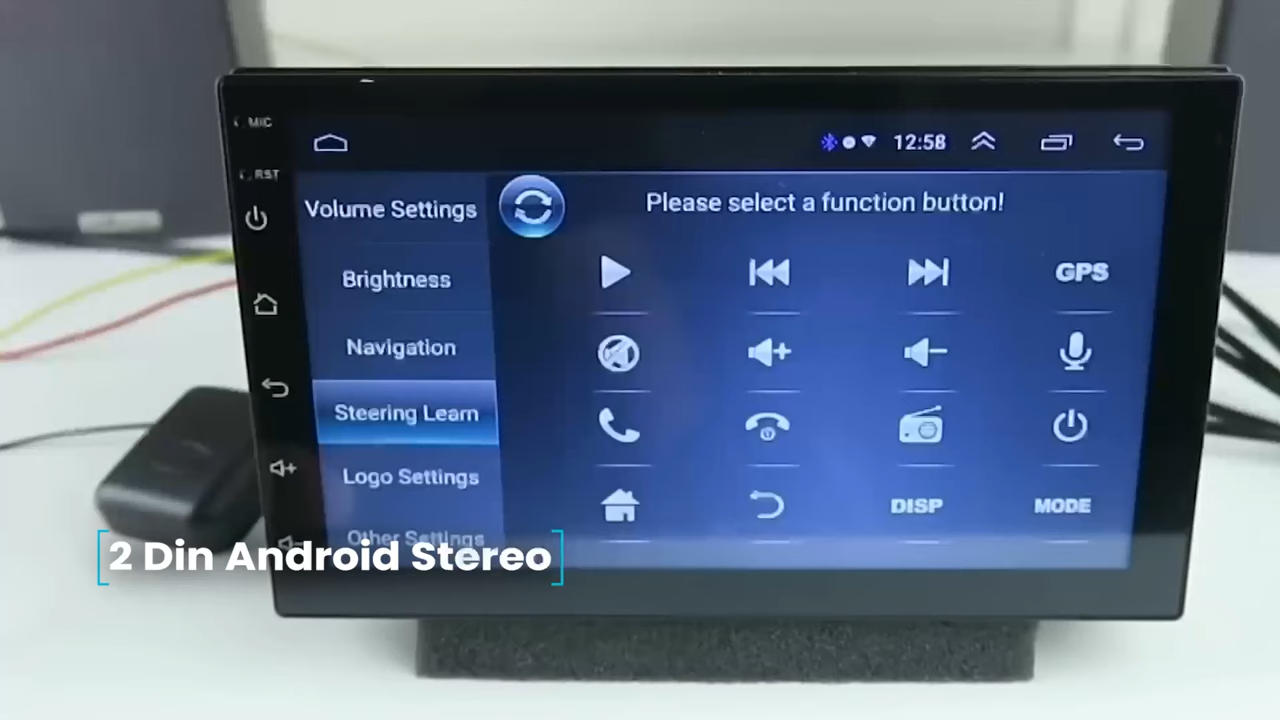 MIC
12:58
RST
Volume Settings
Please select a function button!
Brightness
GPS
Navigation
Steering Learn
Logo Settings
DISP
MODE
Other Settings
2 Din Android Stereo